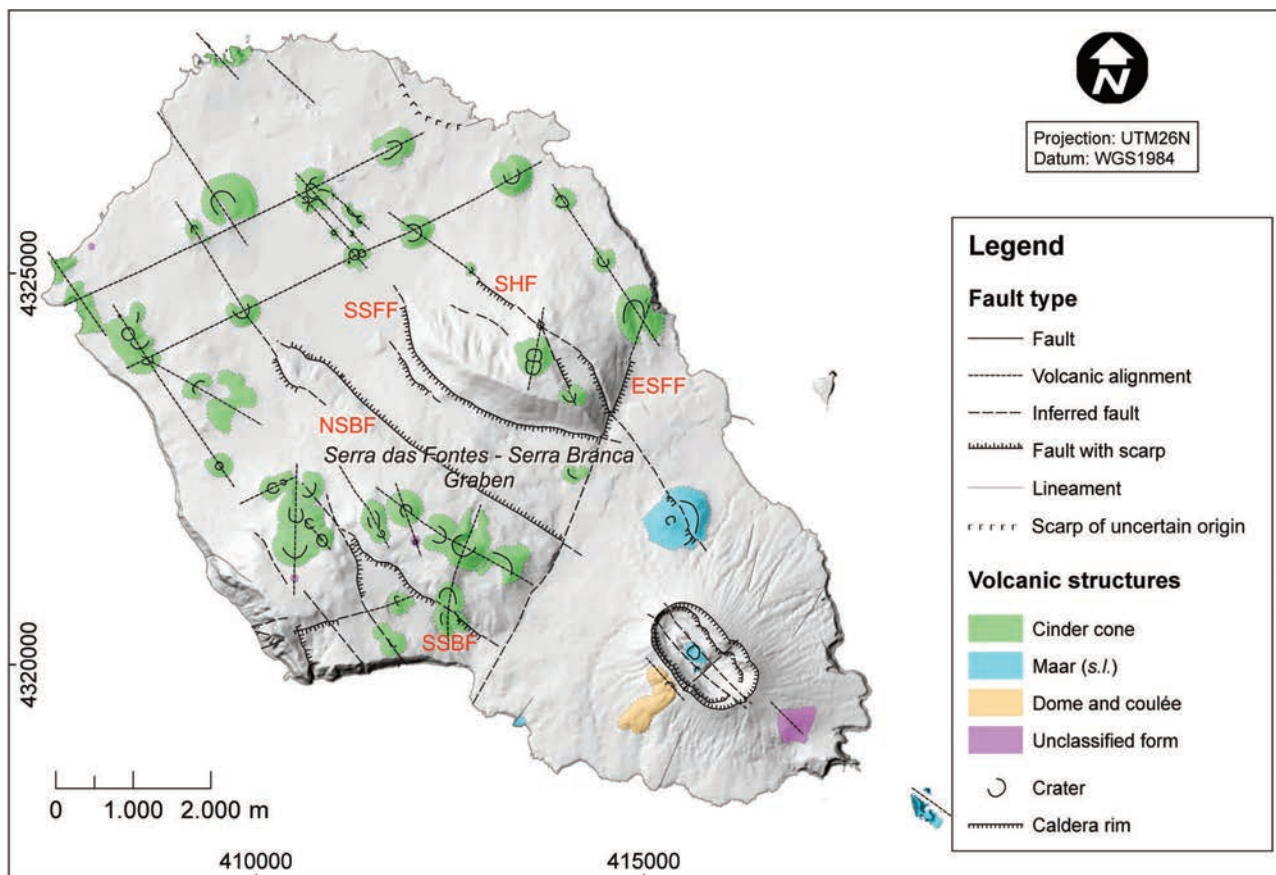 N
Projection: UTM26N
Datum: WGS1984
4325000
4320000
SHF
SSFF
ESFF
NSBF
Serra das Fontes - Serra Branca
Graben
SSBF
0 1.000 2.000 m
410000
415000
Legend
Fault type
Fault
Volcanic alignment
Inferred fault
Fault with scarp
Lineament
Scarp of uncertain origin
Volcanic structures
Cinder cone
Maar (s.l.)
Dome and coulée
Unclassified form
Crater
Caldera rim